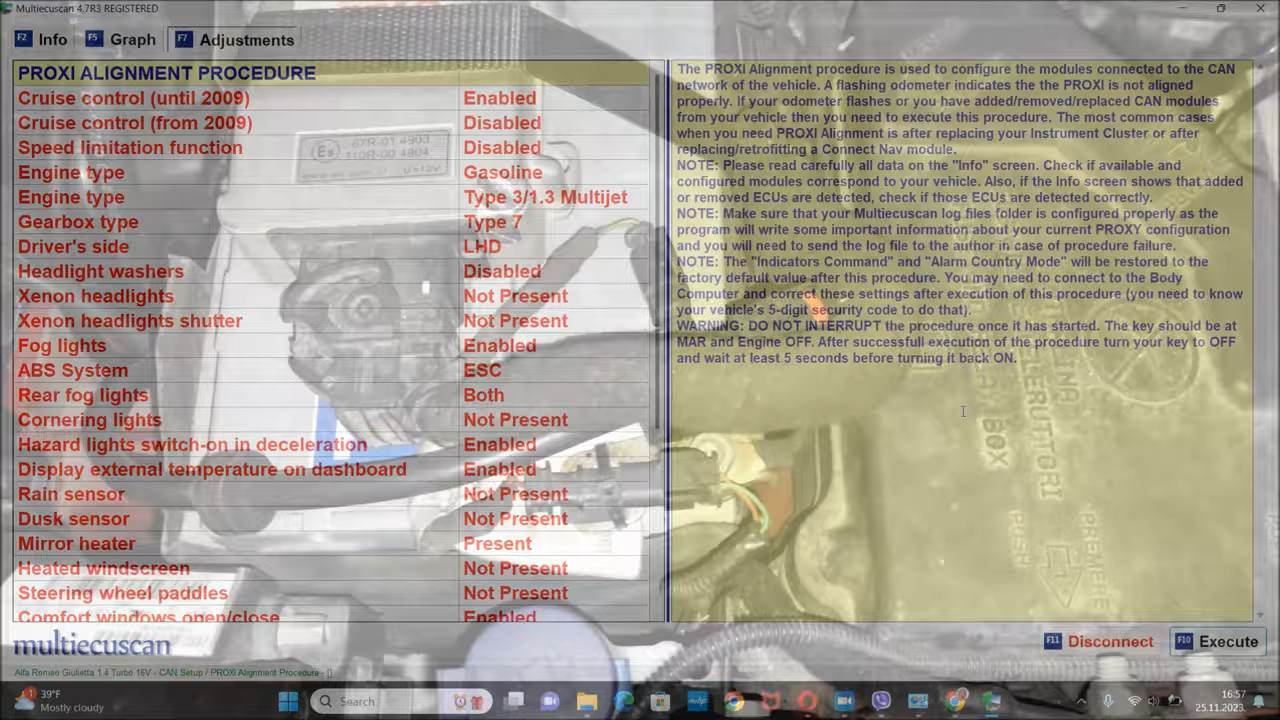 Multiecuscan 4.7R3 REGISTERED
F2 Info F5 Graph F7 Adjustments
PROXI ALIGNMENT PROCEDURE
Cruise control (until 2009) Enabled
Cruise control (from 2009) Disabled
Speed limitation function Disabled
Engine type Gasoline
Engine type Type 3/1.3 Multijet
Gearbox type Type 7
Driver's side LHD
Headlight washers Disabled
Xenon headlights Not Present
Xenon headlights shutter Not Present
Fog lights Enabled
ABS System ESC
Rear fog lights Both
Cornering lights Not Present
Hazard lights switch-on in deceleration Enabled
Display external temperature on dashboard Enabled
Rain sensor Not Present
Dusk sensor Not Present
Mirror heater Present
Heated windscreen Not Present
Steering wheel paddles Not Present
Comfort windows open/close Enabled
The PROXI Alignment procedure is used to configure the modules connected to the CAN
network of the vehicle. A flashing odometer indicates the the PROXI is not aligned
properly. If your odometer flashes or you have added/removed/replaced CAN modules
from your vehicle then you need to execute this procedure. The most common cases
when you need PROXI Alignment is after replacing your Instrument Cluster or after
replacing/retrofitting a Connect Nav module.
NOTE: Please read carefully all data on the "Info" screen. Check if available and
configured modules correspond to your vehicle. Also, if the Info screen shows that added
or removed ECUs are detected, check if those ECUs are detected correctly.
NOTE: Make sure that your Multiecuscan log files folder is configured properly as the
program will write some important information about your current PROXY configuration
and you will need to send the log file to the author in case of procedure failure.
NOTE: The "Indicators Command" and "Alarm Country Mode" will be restored to the
factory default value after this procedure. You may need to connect to the Body
Computer and correct these settings after execution of this procedure (you need to know
your vehicle's 5-digit security code to do that).
WARNING: DO NOT INTERRUPT the procedure once it has started. The key should be at
MAR and Engine OFF. After successfull execution of the procedure turn your key to OFF
and wait at least 5 seconds before turning it back ON.
67R-01 4903
110R-00 4904
BOX
PUSH
PREMERE
multiecuscan
F11 Disconnect F10 Execute
Alfa Romeo Giulietta 1.4 Turbo 16V - CAN Setup / PROXI Alignment Procedure - []
1
39°F
Mostly cloudy
Search
16:57
25.11.2023.